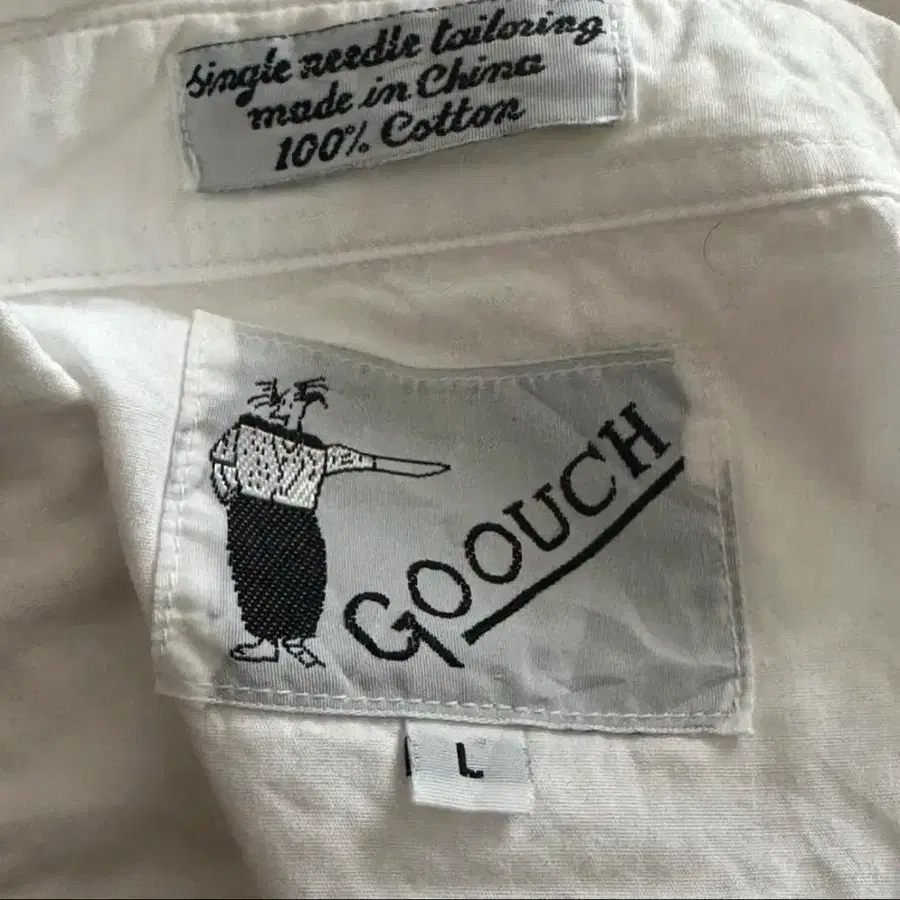 single needle tailoring
made in China
100% Cotton
GOOUCH
L